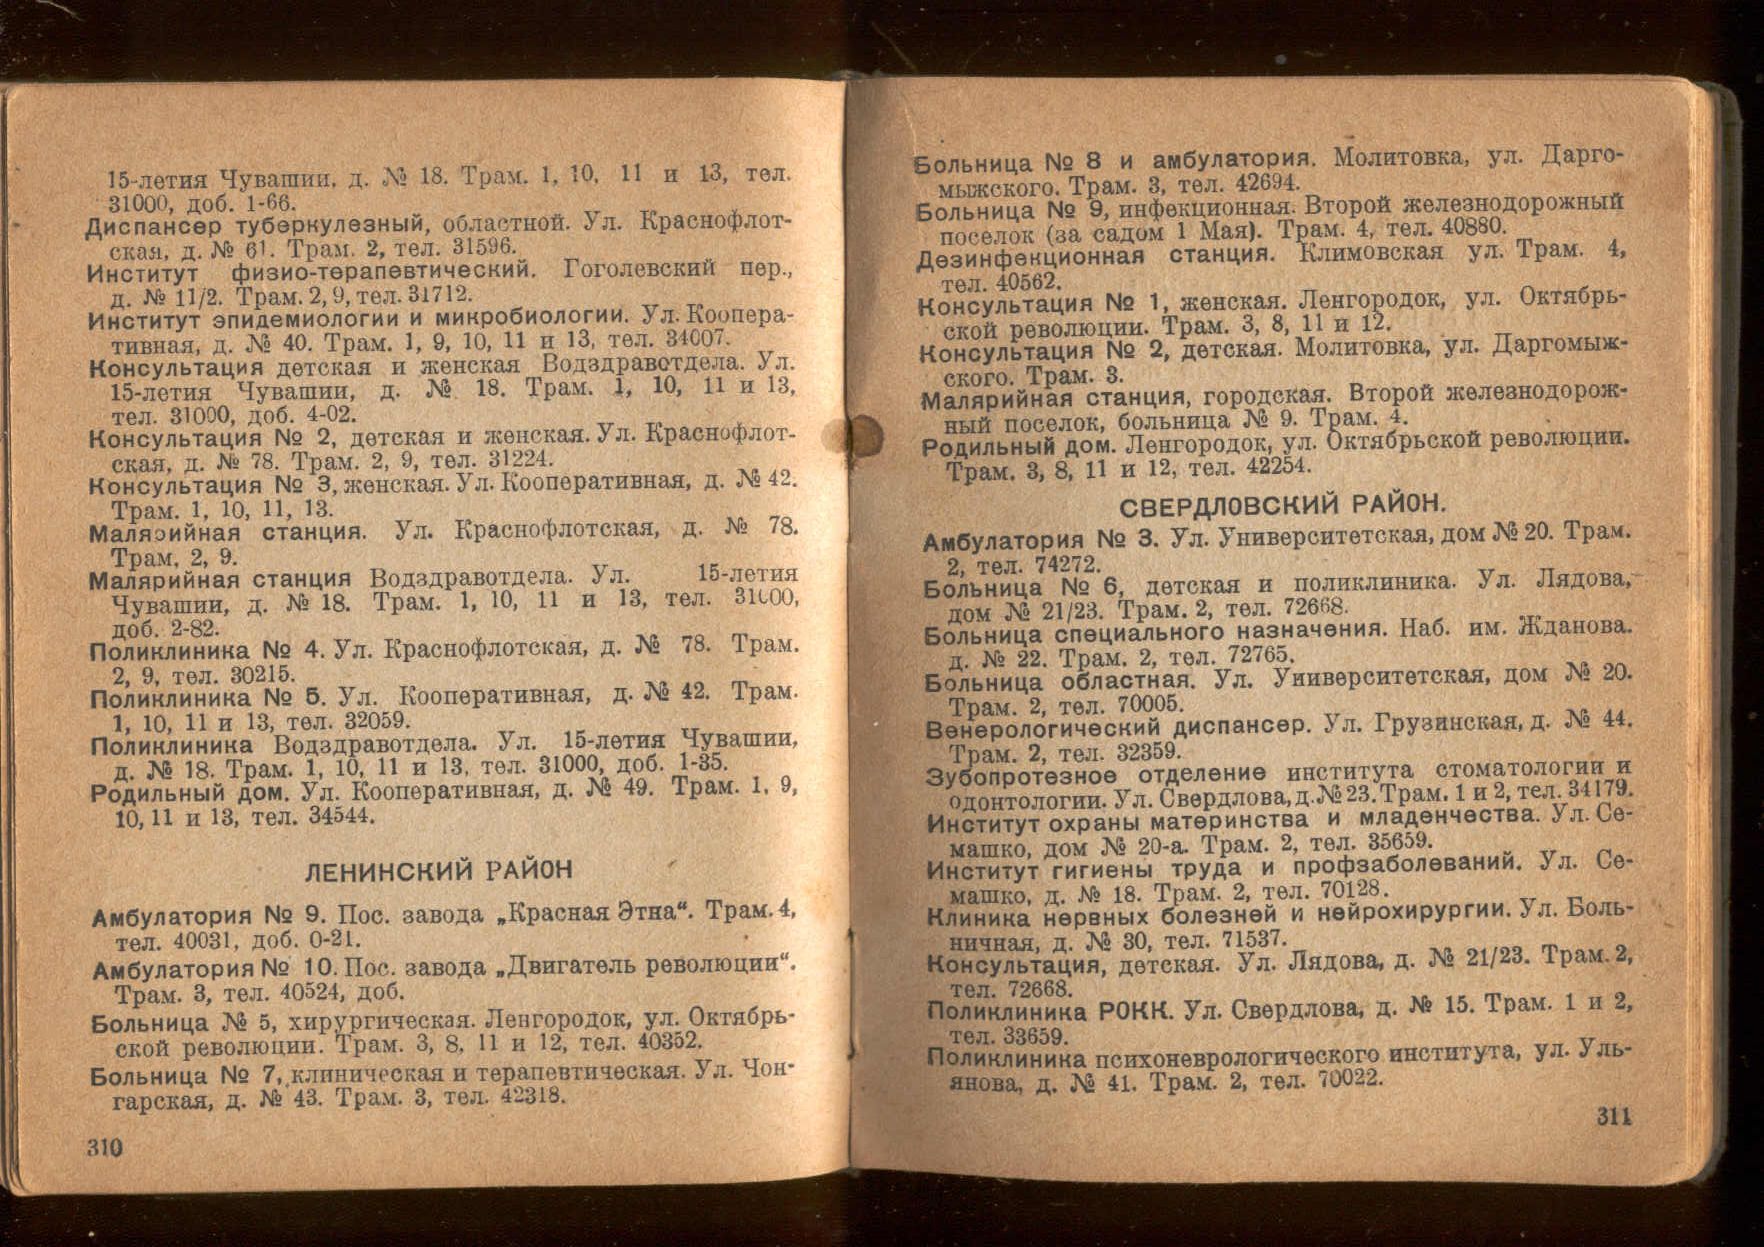 15-летия Чувашии, д. № 18. Трам. 1, 10, 11 и 13, тел.
31000, доб. 1-66.
Диспансер туберкулезный, областной. Ул. Краснофлот-
ская, д. № 61. Трам. 2, тел. 31596.
Институт физио-терапевтический. Гоголевский пер.,
д. № 11/2. Трам. 2, 9, тел. 31712.
Институт эпидемиологии и микробиологии. Ул. Коопера-
тивная, д. № 40. Трам. 1, 9, 10, 11 и 13, тел. 34007.
Консультация детская и женская Водздравотдела. Ул.
15-летия Чувашии, д. № 18. Трам. 1, 10, 11 и 13,
тел. 31000, доб. 4-02.
Консультация № 2, детская и женская. Ул. Краснофлот-
ская, д. № 78. Трам. 2, 9, тел. 31224.
Консультация № 3, женская. Ул. Кооперативная, д. № 42.
Трам. 1, 10, 11, 13.
Малярийная станция. Ул. Краснофлотская, д. № 78.
Трам, 2, 9.
Малярийная станция Водздравотдела. Ул. 15-летия
Чувашии, д. № 18. Трам. 1, 10, 11 и 13, тел. 31000,
доб. 2-82.
Поликлиника № 4. Ул. Краснофлотская, д. № 78. Трам.
2, 9, тел. 30215.
Поликлиника № 5. Ул. Кооперативная, д. № 42. Трам.
1, 10, 11 и 13, тел. 32059.
Поликлиника Водздравотдела. Ул. 15-летия Чувашии,
д. № 18. Трам. 1, 10, 11 и 13, тел. 31000, доб. 1-35.
Родильный дом. Ул. Кооперативная, д. № 49. Трам. 1, 9,
10, 11 и 13, тел. 34544.
ЛЕНИНСКИЙ РАЙОН
Амбулатория № 9. Пос. завода „Красная Этна“. Трам. 4,
тел. 40031, доб. 0-21.
Амбулатория № 10. Пос. завода „Двигатель революции“.
Трам. 3, тел. 40524, доб.
Больница № 5, хирургическая. Ленгородок, ул. Октябрь-
ской революции. Трам. 3, 8, 11 и 12, тел. 40352.
Больница № 7, клиническая и терапевтическая. Ул. Чон-
гарская, д. № 43. Трам. 3, тел. 42318.
310
Больница № 8 и амбулатория. Молитовка, ул. Дарго-
мыжского. Трам. 3, тел. 42694.
Больница № 9, инфекционная. Второй железнодорожный
поселок (за садом 1 Мая). Трам. 4, тел. 40880.
Дезинфекционная станция. Климовская ул. Трам. 4,
тел. 40562.
Консультация № 1, женская. Ленгородок, ул. Октябрь-
ской революции. Трам. 3, 8, 11 и 12.
Консультация № 2, детская. Молитовка, ул. Даргомыж-
ского. Трам. 3.
Малярийная станция, городская. Второй железнодорож-
ный поселок, больница № 9. Трам. 4.
Родильный дом. Ленгородок, ул. Октябрьской революции.
Трам. 3, 8, 11 и 12, тел. 42254.
СВЕРДЛОВСКИЙ РАЙОН.
Амбулатория № 3. Ул. Университетская, дом № 20. Трам.
2, тел. 74272.
Больница № 6, детская и поликлиника. Ул. Лядова,
дом № 21/23. Трам. 2, тел. 72668.
Больница специального назначения. Наб. им. Жданова.
д. № 22. Трам. 2, тел. 72765.
Больница областная. Ул. Университетская, дом № 20.
Трам. 2, тел. 70005.
Венерологический диспансер. Ул. Грузинская, д. № 44.
Трам. 2, тел. 32359.
Зубопротезное отделение института стоматологии и
одонтологии. Ул. Свердлова, д. № 23. Трам. 1 и 2, тел. 34179.
Институт охраны материнства и младенчества. Ул. Се-
машко, дом № 20-а. Трам. 2, тел. 35659.
Институт гигиены труда и профзаболеваний. Ул. Се-
машко, д. № 18. Трам. 2, тел. 70128.
Клиника нервных болезней и нейрохирургии. Ул. Боль-
ничная, д. № 30, тел. 71537.
Консультация, детская. Ул. Лядова, д. № 21/23. Трам. 2,
тел. 72668.
Поликлиника РОКК. Ул. Свердлова, д. № 15. Трам. 1 и 2,
тел. 33659.
Поликлиника психоневрологического института, ул. Уль-
янова, д. № 41. Трам. 2, тел. 70022.
311